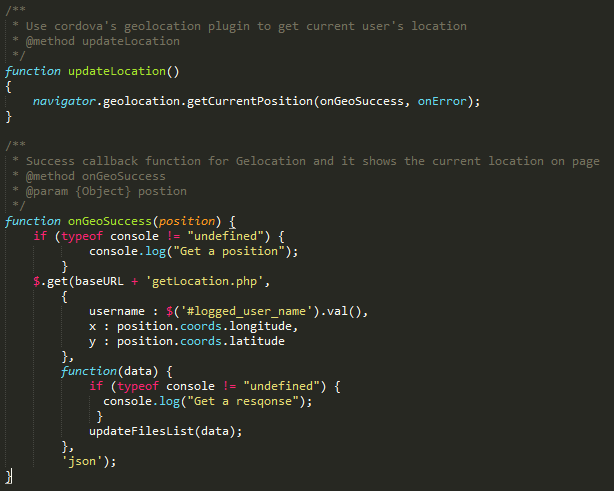 /**
 * Use cordova's geolocation plugin to get current user's location
 * @method updateLocation
 */
function updateLocation()
{
    navigator.geolocation.getCurrentPosition(onGeoSuccess, onError);
}

/**
 * Success callback function for Gelocation and it shows the current location on page
 * @method onGeoSuccess
 * @param {Object} postion
 */
function onGeoSuccess(position) {
    if (typeof console != "undefined") {
            console.log("Get a position");
        }
    $.get(baseURL + 'getLocation.php',
        {
            username : $('#logged_user_name').val(),
            x : position.coords.longitude,
            y : position.coords.latitude
        },
        function(data) {
            if (typeof console != "undefined") {
              console.log("Get a resqonse");
             }
            updateFilesList(data);
        },
        'json');
}